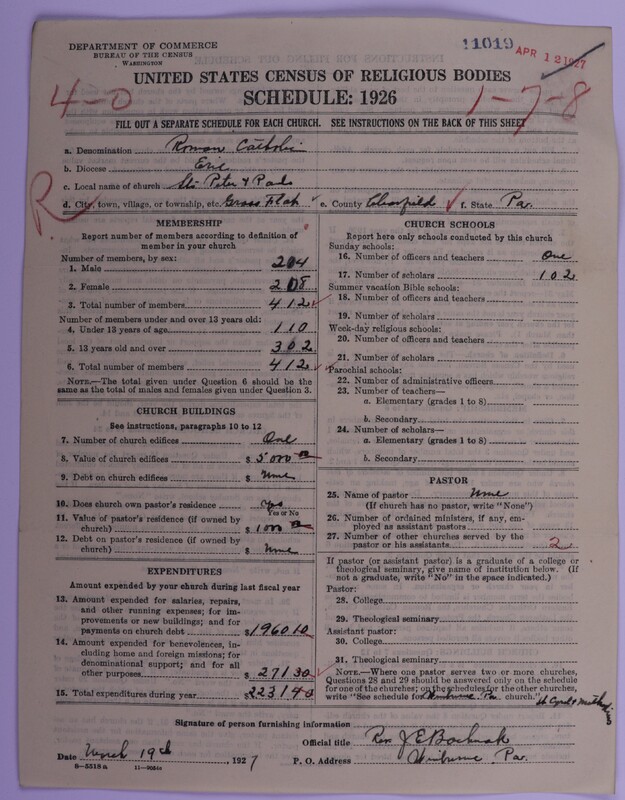 DEPARTMENT OF COMMERCE
BUREAU OF THE CENSUS
WASHINGTON
11019
APR 12 1927
UNITED STATES CENSUS OF RELIGIOUS BODIES
SCHEDULE: 1926
4-0
1-7-8
FILL OUT A SEPARATE SCHEDULE FOR EACH CHURCH. SEE INSTRUCTIONS ON THE BACK OF THIS SHEET
a. Denomination Roman Catholic
b. Diocese Erie
c. Local name of church Sts Peter & Pauls
R
d. City, town, village, or township, etc. Grass Flat e. County Clearfield f. State Pa.
MEMBERSHIP
Report number of members according to definition of
member in your church
Number of members, by sex:
1. Male 204
2. Female 208
3. Total number of members 412
Number of members under and over 13 years old:
4. Under 13 years of age 110
5. 13 years old and over 302
6. Total number of members 412
NOTE.—The total given under Question 6 should be the
same as the total of males and females given under Question 3.
CHURCH BUILDINGS
See instructions, paragraphs 10 to 12
7. Number of church edifices One
8. Value of church edifices $ 5000
9. Debt on church edifices $ None
10. Does church own pastor's residence yes
Yes or No
11. Value of pastor's residence (if owned by
church) $ 1000
12. Debt on pastor's residence (if owned by
church) $ None
EXPENDITURES
Amount expended by your church during last fiscal year
13. Amount expended for salaries, repairs,
and other running expenses; for im-
provements or new buildings; and for
payments on church debt $ 1960 10
14. Amount expended for benevolences, in-
cluding home and foreign missions; for
denominational support; and for all
other purposes $ 271 30
15. Total expenditures during year $ 2231 40
CHURCH SCHOOLS
Report here only schools conducted by this church
Sunday schools:
16. Number of officers and teachers One
17. Number of scholars 102
Summer vacation Bible schools:
18. Number of officers and teachers
19. Number of scholars
Week-day religious schools:
20. Number of officers and teachers
21. Number of scholars
Parochial schools:
22. Number of administrative officers
23. Number of teachers—
a. Elementary (grades 1 to 8)
b. Secondary
24. Number of scholars—
a. Elementary (grades 1 to 8)
b. Secondary
PASTOR
25. Name of pastor None
(If church has no pastor, write "None")
26. Number of ordained ministers, if any, em-
ployed as assistant pastors
27. Number of other churches served by the
pastor or his assistants 2
If pastor (or assistant pastor) is a graduate of a college or
theological seminary, give name of institution below. (If
not a graduate, write "No" in the space indicated.)
Pastor:
28. College
29. Theological seminary
Assistant pastor:
30. College
31. Theological seminary
NOTE.—Where one pastor serves two or more churches,
Questions 28 and 29 should be answered only on the schedule
for one of the churches; on the schedules for the other churches,
write "See schedule for Winburne Pa. church." St Cyril & Methodius
Signature of person furnishing information
Official title Rev. J E
Date March 19th, 1927 P. O. Address Winburne Pa.
8—5318 a